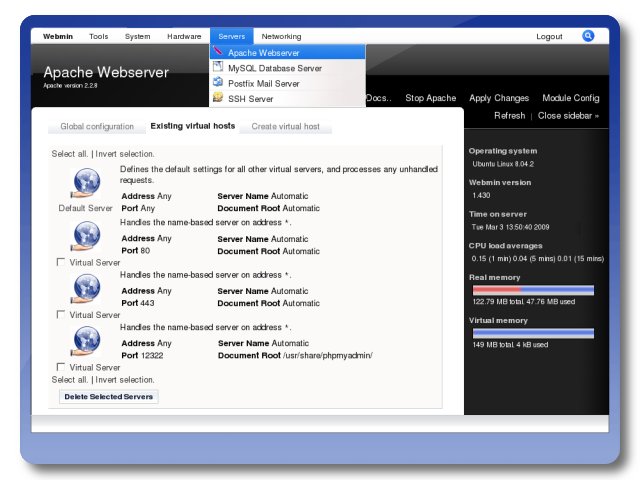 Webmin Tools System Hardware Servers Networking Logout
Apache Webserver
MySQL Database Server
Postfix Mail Server
SSH Server
Apache Webserver
Apache version 2.2.8
Docs.. Stop Apache Apply Changes Module Config
Refresh | Close sidebar »
Global configuration Existing virtual hosts Create virtual host
Select all. | Invert selection.
Defines the default settings for all other virtual servers, and processes any unhandled
requests.
Address Any Server Name Automatic
Default Server Port Any Document Root Automatic
Handles the name-based server on address *.
Address Any Server Name Automatic
Port 80 Document Root Automatic
Virtual Server
Handles the name-based server on address *.
Address Any Server Name Automatic
Port 443 Document Root Automatic
Virtual Server
Handles the name-based server on address *.
Address Any Server Name Automatic
Port 12322 Document Root /usr/share/phpmyadmin/
Virtual Server
Select all. | Invert selection.
Delete Selected Servers
Operating system
Ubuntu Linux 8.04.2
Webmin version
1.430
Time on server
Tue Mar 3 13:50:40 2009
CPU load averages
0.15 (1 min) 0.04 (5 mins) 0.01 (15 mins)
Real memory
122.79 MB total, 47.76 MB used
Virtual memory
149 MB total, 4 kB used